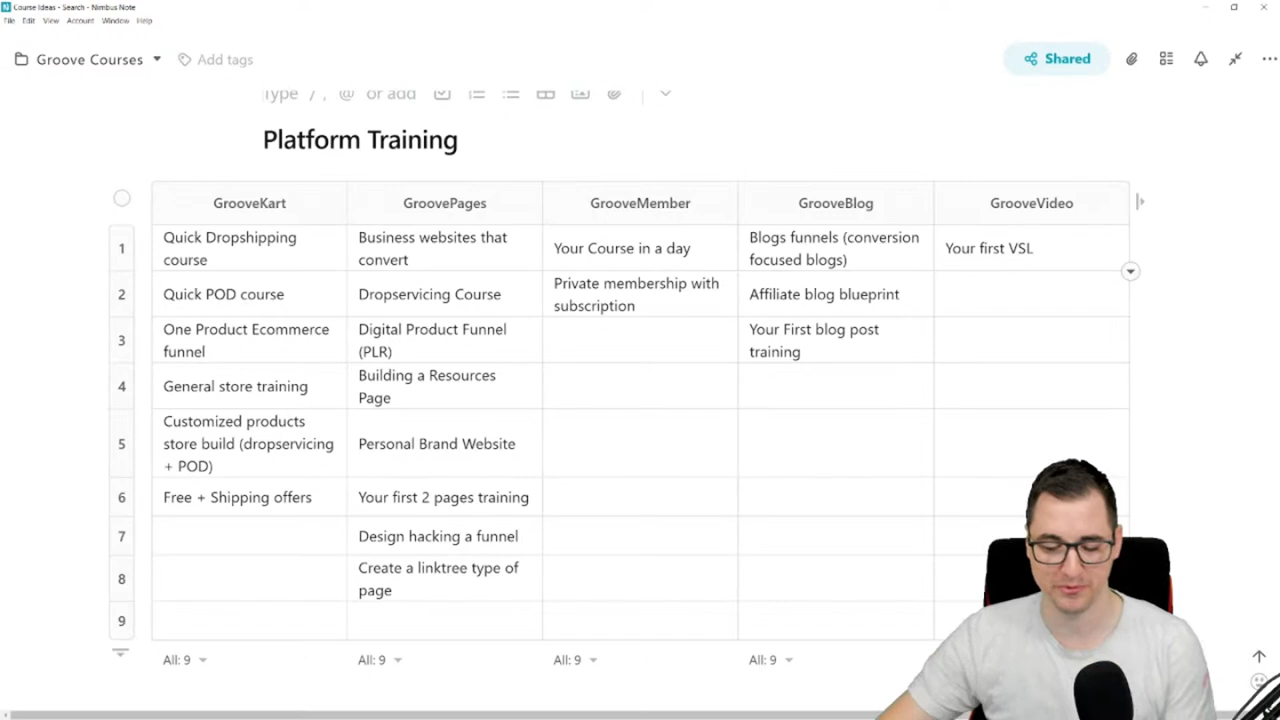 Course Ideas - Search - Nimbus Note
File Edit View Account Window Help
Groove Courses Add tags Shared
Type / , @ or add
Platform Training
GrooveKart GroovePages GrooveMember GrooveBlog GrooveVideo
1 Quick Dropshipping course Business websites that convert Your Course in a day Blogs funnels (conversion focused blogs) Your first VSL
2 Quick POD course Dropservicing Course Private membership with subscription Affiliate blog blueprint
3 One Product Ecommerce funnel Digital Product Funnel (PLR) Your First blog post training
4 General store training Building a Resources Page
5 Customized products store build (dropservicing + POD) Personal Brand Website
6 Free + Shipping offers Your first 2 pages training
7 Design hacking a funnel
8 Create a linktree type of page
9
All: 9 All: 9 All: 9 All: 9